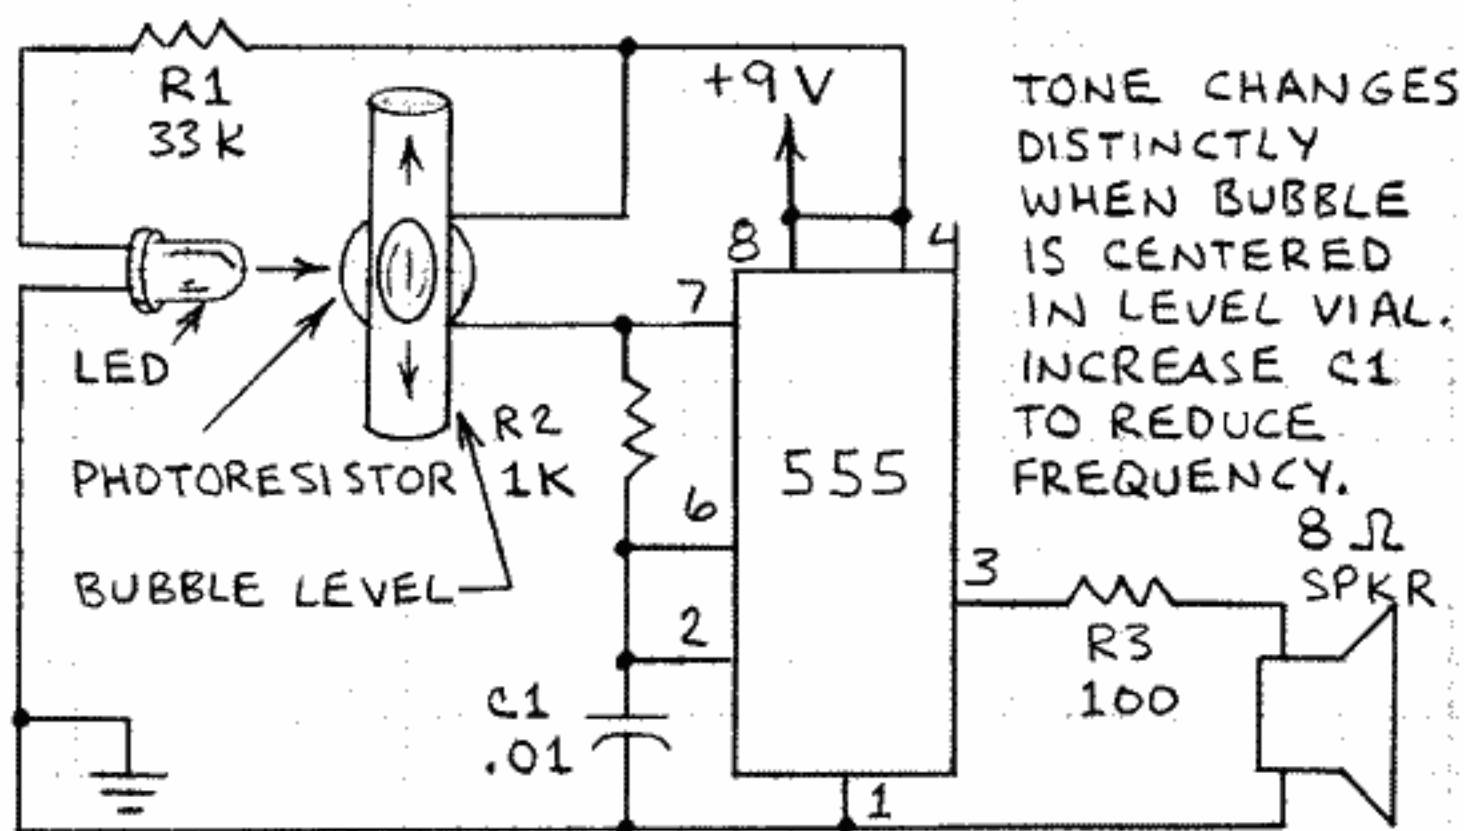 R1
33K
+9V
TONE CHANGES
DISTINCTLY
WHEN BUBBLE
IS CENTERED
IN LEVEL VIAL.
INCREASE C1
TO REDUCE
FREQUENCY.
8
4
7
LED
R2
1K
PHOTORESISTOR
555
6
BUBBLE LEVEL
3
8 Ω
SPKR
2
R3
100
C1
.01
1